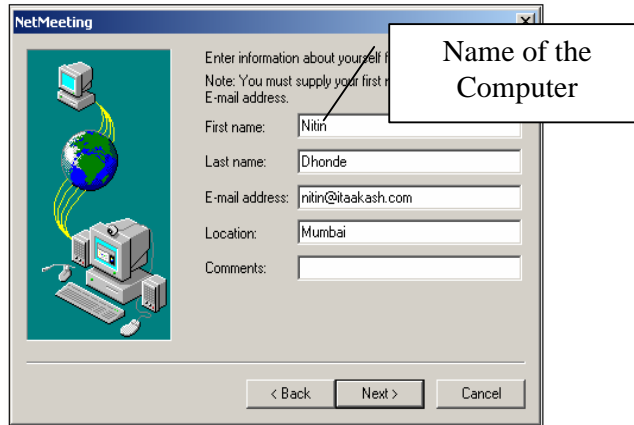 NetMeeting
Enter information about yourself
Name of the
Computer
Note: You must supply your first
E-mail address.
First name: Nitin
Last name: Dhonde
E-mail address: nitin@itaakash.com
Location: Mumbai
Comments:
< Back Next > Cancel